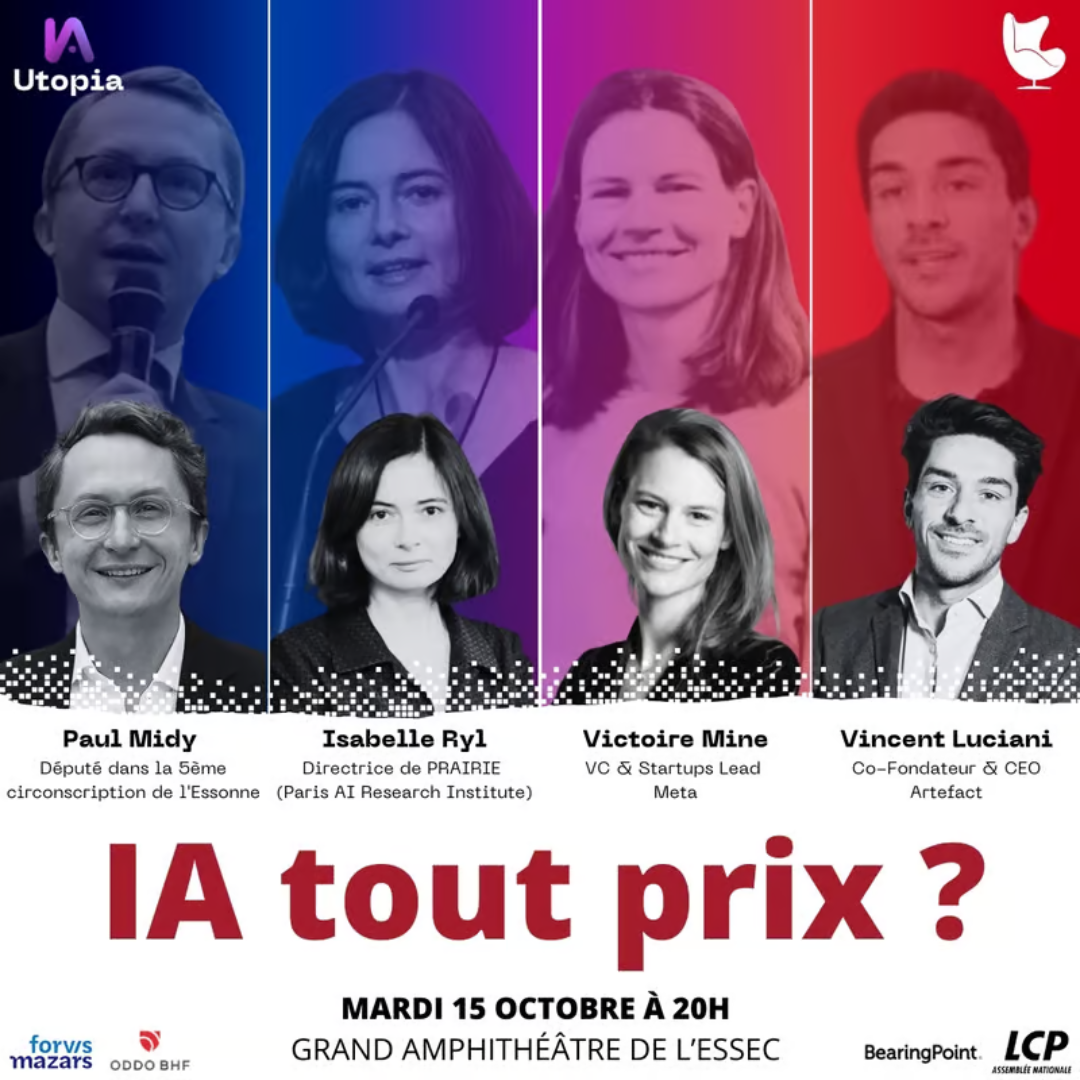 IA
Utopia
Paul Midy
Député dans la 5ème
circonscription de l'Essonne
Isabelle Ryl
Directrice de PRAIRIE
(Paris AI Research Institute)
Victoire Mine
VC & Startups Lead
Meta
Vincent Luciani
Co-Fondateur & CEO
Artefact
IA tout prix ?
MARDI 15 OCTOBRE À 20H
GRAND AMPHITHÉÂTRE DE L'ESSEC
forvis
mazars
ODDO BHF
BearingPoint.
LCP
ASSEMBLÉE NATIONALE